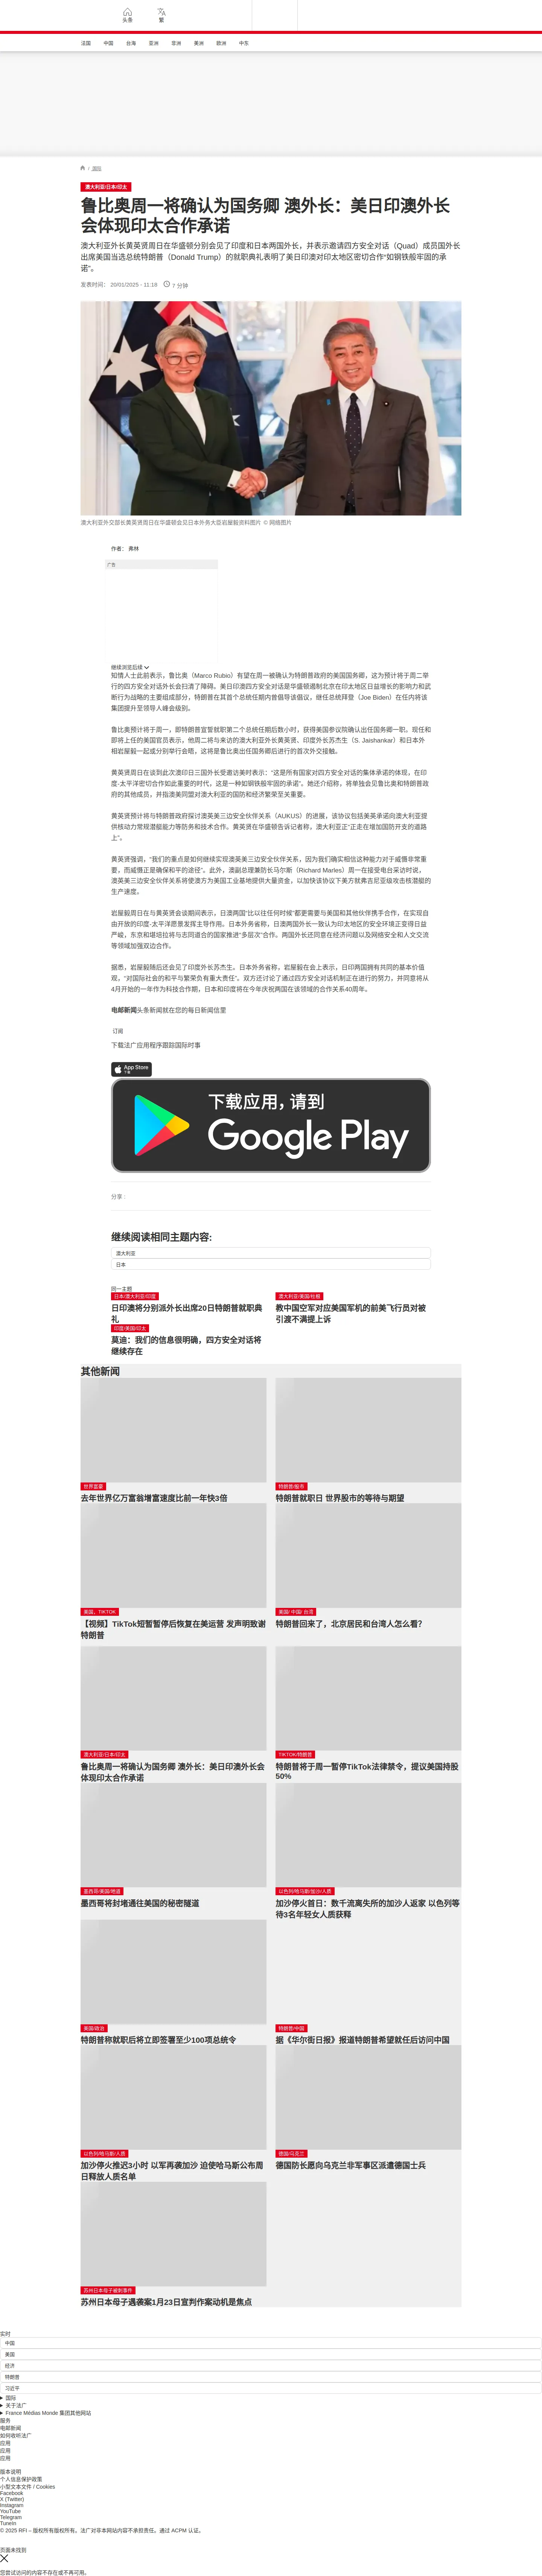 头条
繁
法国
中国
台海
亚洲
非洲
美洲
欧洲
中东
/ 国际
澳大利亚/日本/印太
鲁比奥周一将确认为国务卿 澳外长：美日印澳外长
会体现印太合作承诺
澳大利亚外长黄英贤周日在华盛顿分别会见了印度和日本两国外长，并表示邀请四方安全对话（Quad）成员国外长
出席美国当选总统特朗普（Donald Trump）的就职典礼表明了美日印澳对印太地区密切合作“如钢铁般牢固的承
诺”。
发表时间： 20/01/2025 - 11:18
7 分钟
澳大利亚外交部长黄英贤周日在华盛顿会见日本外务大臣岩屋毅资料图片 © 网络图片
作者： 弗林
广告
继续浏览后续
知情人士此前表示，鲁比奥（Marco Rubio）有望在周一被确认为特朗普政府的美国国务卿，这为预计将于周二举
行的四方安全对话外长会扫清了障碍。美日印澳四方安全对话是华盛顿遏制北京在印太地区日益增长的影响力和武
断行为战略的主要组成部分，特朗普在其首个总统任期内曾倡导该倡议，继任总统拜登（Joe Biden）在任内将该
集团提升至领导人峰会级别。
鲁比奥预计将于周一，即特朗普宣誓就职第二个总统任期后数小时，获得美国参议院确认出任国务卿一职。现任和
即将上任的美国官员表示，他周二将与来访的澳大利亚外长黄英贤、印度外长苏杰生（S. Jaishankar）和日本外
相岩屋毅一起或分别举行会晤，这将是鲁比奥出任国务卿后进行的首次外交接触。
黄英贤周日在谈到此次澳印日三国外长受邀访美时表示：“这是所有国家对四方安全对话的集体承诺的体现，在印
度-太平洋密切合作如此重要的时代，这是一种如钢铁般牢固的承诺”。她还介绍称，将单独会见鲁比奥和特朗普政
府的其他成员，并指澳美同盟对澳大利亚的国防和经济繁荣至关重要。
黄英贤预计将与特朗普政府探讨澳英美三边安全伙伴关系（AUKUS）的进展，该协议包括美英承诺向澳大利亚提
供核动力常规潜艇能力等防务和技术合作。黄英贤在华盛顿告诉记者称，澳大利亚正“正走在增加国防开支的道路
上”。
黄英贤强调，“我们的重点是如何继续实现澳英美三边安全伙伴关系，因为我们确实相信这种能力对于威慑非常重
要，而威慑正是确保和平的途径”。此外，澳副总理兼防长马尔斯（Richard Marles）周一在接受电台采访时说，
澳英美三边安全伙伴关系将使澳方为美国工业基地提供大量资金，以加快该协议下美方就弗吉尼亚级攻击核潜艇的
生产速度。
岩屋毅周日在与黄英贤会谈期间表示，日澳两国“比以往任何时候”都更需要与美国和其他伙伴携手合作，在实现自
由开放的印度-太平洋愿景发挥主导作用。日本外务省称，日澳两国外长一致认为印太地区的安全环境正变得日益
严峻，东京和堪培拉将与志同道合的国家推进“多层次”合作。两国外长还同意在经济问题以及网络安全和人文交流
等领域加强双边合作。
据悉，岩屋毅随后还会见了印度外长苏杰生。日本外务省称，岩屋毅在会上表示，日印两国拥有共同的基本价值
观，“对国际社会的和平与繁荣负有重大责任”。双方还讨论了通过四方安全对话机制正在进行的努力，并同意将从
4月开始的一年作为科技合作期，日本和印度将在今年庆祝两国在该领域的合作关系40周年。
电邮新闻头条新闻就在您的每日新闻信里
订阅
下载法广应用程序跟踪国际时事
App Store
下载
下载应用，请到
Google Play
分享 :
继续阅读相同主题内容:
澳大利亚
日本
同一主题
日本/澳大利亚/印度
日印澳将分别派外长出席20日特朗普就职典
礼
澳大利亚/美国/社媒
教中国空军对应美国军机的前美飞行员对被
引渡不满提上诉
印度/美国/印太
莫迪：我们的信息很明确，四方安全对话将
继续存在
其他新闻
世界富豪
去年世界亿万富翁增富速度比前一年快3倍
特朗普/股市
特朗普就职日 世界股市的等待与期望
美国，TIKTOK
【视频】TikTok短暂暂停后恢复在美运营 发声明致谢
特朗普
美国/ 中国/ 台湾
特朗普回来了，北京居民和台湾人怎么看？
澳大利亚/日本/印太
鲁比奥周一将确认为国务卿 澳外长：美日印澳外长会
体现印太合作承诺
TIKTOK/特朗普
特朗普将于周一暂停TikTok法律禁令，提议美国持股
50%
墨西哥/美国/地道
墨西哥将封堵通往美国的秘密隧道
以色列/哈马斯/加沙/人质
加沙停火首日：数千流离失所的加沙人返家 以色列等
待3名年轻女人质获释
美国/政治
特朗普称就职后将立即签署至少100项总统令
特朗普/中国
据《华尔街日报》报道特朗普希望就任后访问中国
以色列/哈马斯/人质
加沙停火推迟3小时 以军再袭加沙 迫使哈马斯公布周
日释放人质名单
德国/乌克兰
德国防长愿向乌克兰非军事区派遣德国士兵
苏州日本母子被刺事件
苏州日本母子遇袭案1月23日宣判作案动机是焦点
实时
中国
美国
经济
特朗普
习近平
国际
关于法广
France Médias Monde 集团其他网站
服务
电邮新闻
如何收听法广
应用
应用
应用
版本说明
个人信息保护政策
小型文本文件 / Cookies
Facebook
X (Twitter)
Instagram
YouTube
Telegram
TuneIn
© 2025 RFI – 版权所有版权所有。法广对非本网站内容不承担责任。通过 ACPM 认证。
页面未找到
您尝试访问的内容不存在或不再可用。